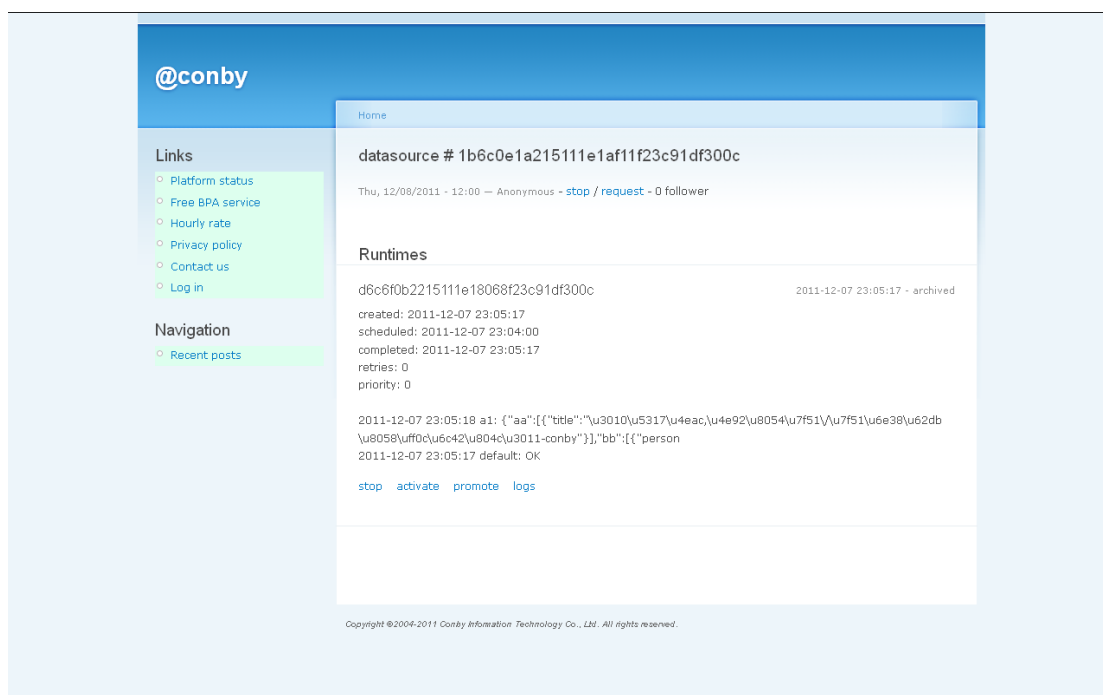 @conby
Home
Links
Platform status
Free BPA service
Hourly rate
Privacy policy
Contact us
Log in
Navigation
Recent posts
datasource # 1b6c0e1a215111e1af11f23c91df300c
Thu, 12/08/2011 - 12:00 — Anonymous - stop / request - 0 follower
Runtimes
d6c6f0b2215111e18068f23c91df300c
2011-12-07 23:05:17 - archived
created: 2011-12-07 23:05:17
scheduled: 2011-12-07 23:04:00
completed: 2011-12-07 23:05:17
retries: 0
priority: 0
2011-12-07 23:05:18 a1: {"aa":[{"title":"\u3010\u5317\u4eac,\u4e92\u8054\u7f51\/\u7f51\u6e38\u62db
\u8058\uff0c\u6c42\u804c\u3011-conby"}],"bb":[{"person
2011-12-07 23:05:17 default: OK
stop activate promote logs
Copyright ©2004-2011 Conby Information Technology Co., Ltd. All rights reserved.